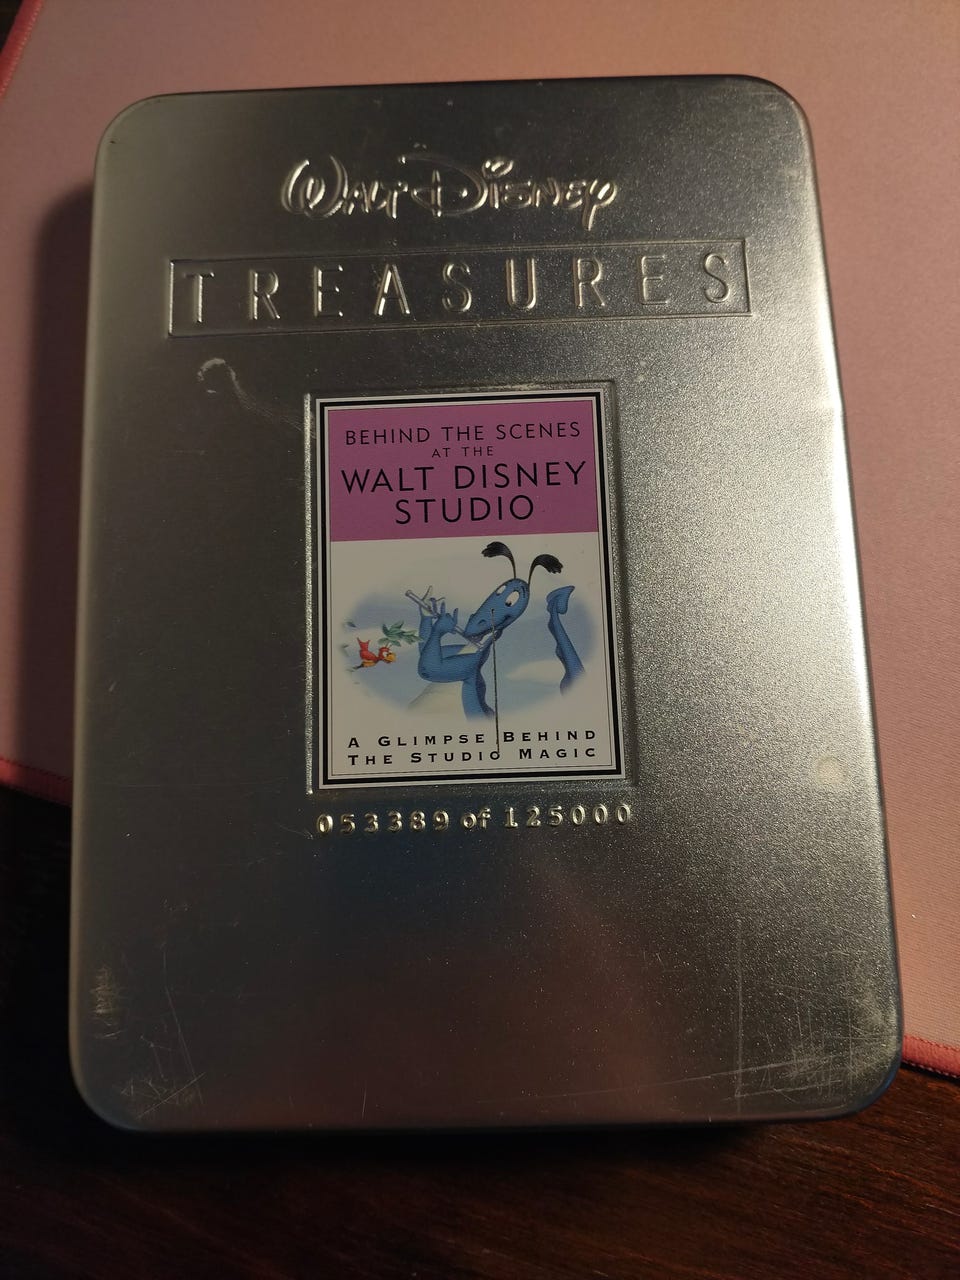 Walt Disney
TREASURES
BEHIND THE SCENES
AT THE
WALT DISNEY
STUDIO
A GLIMPSE BEHIND
THE STUDIO MAGIC
053389 of 125000